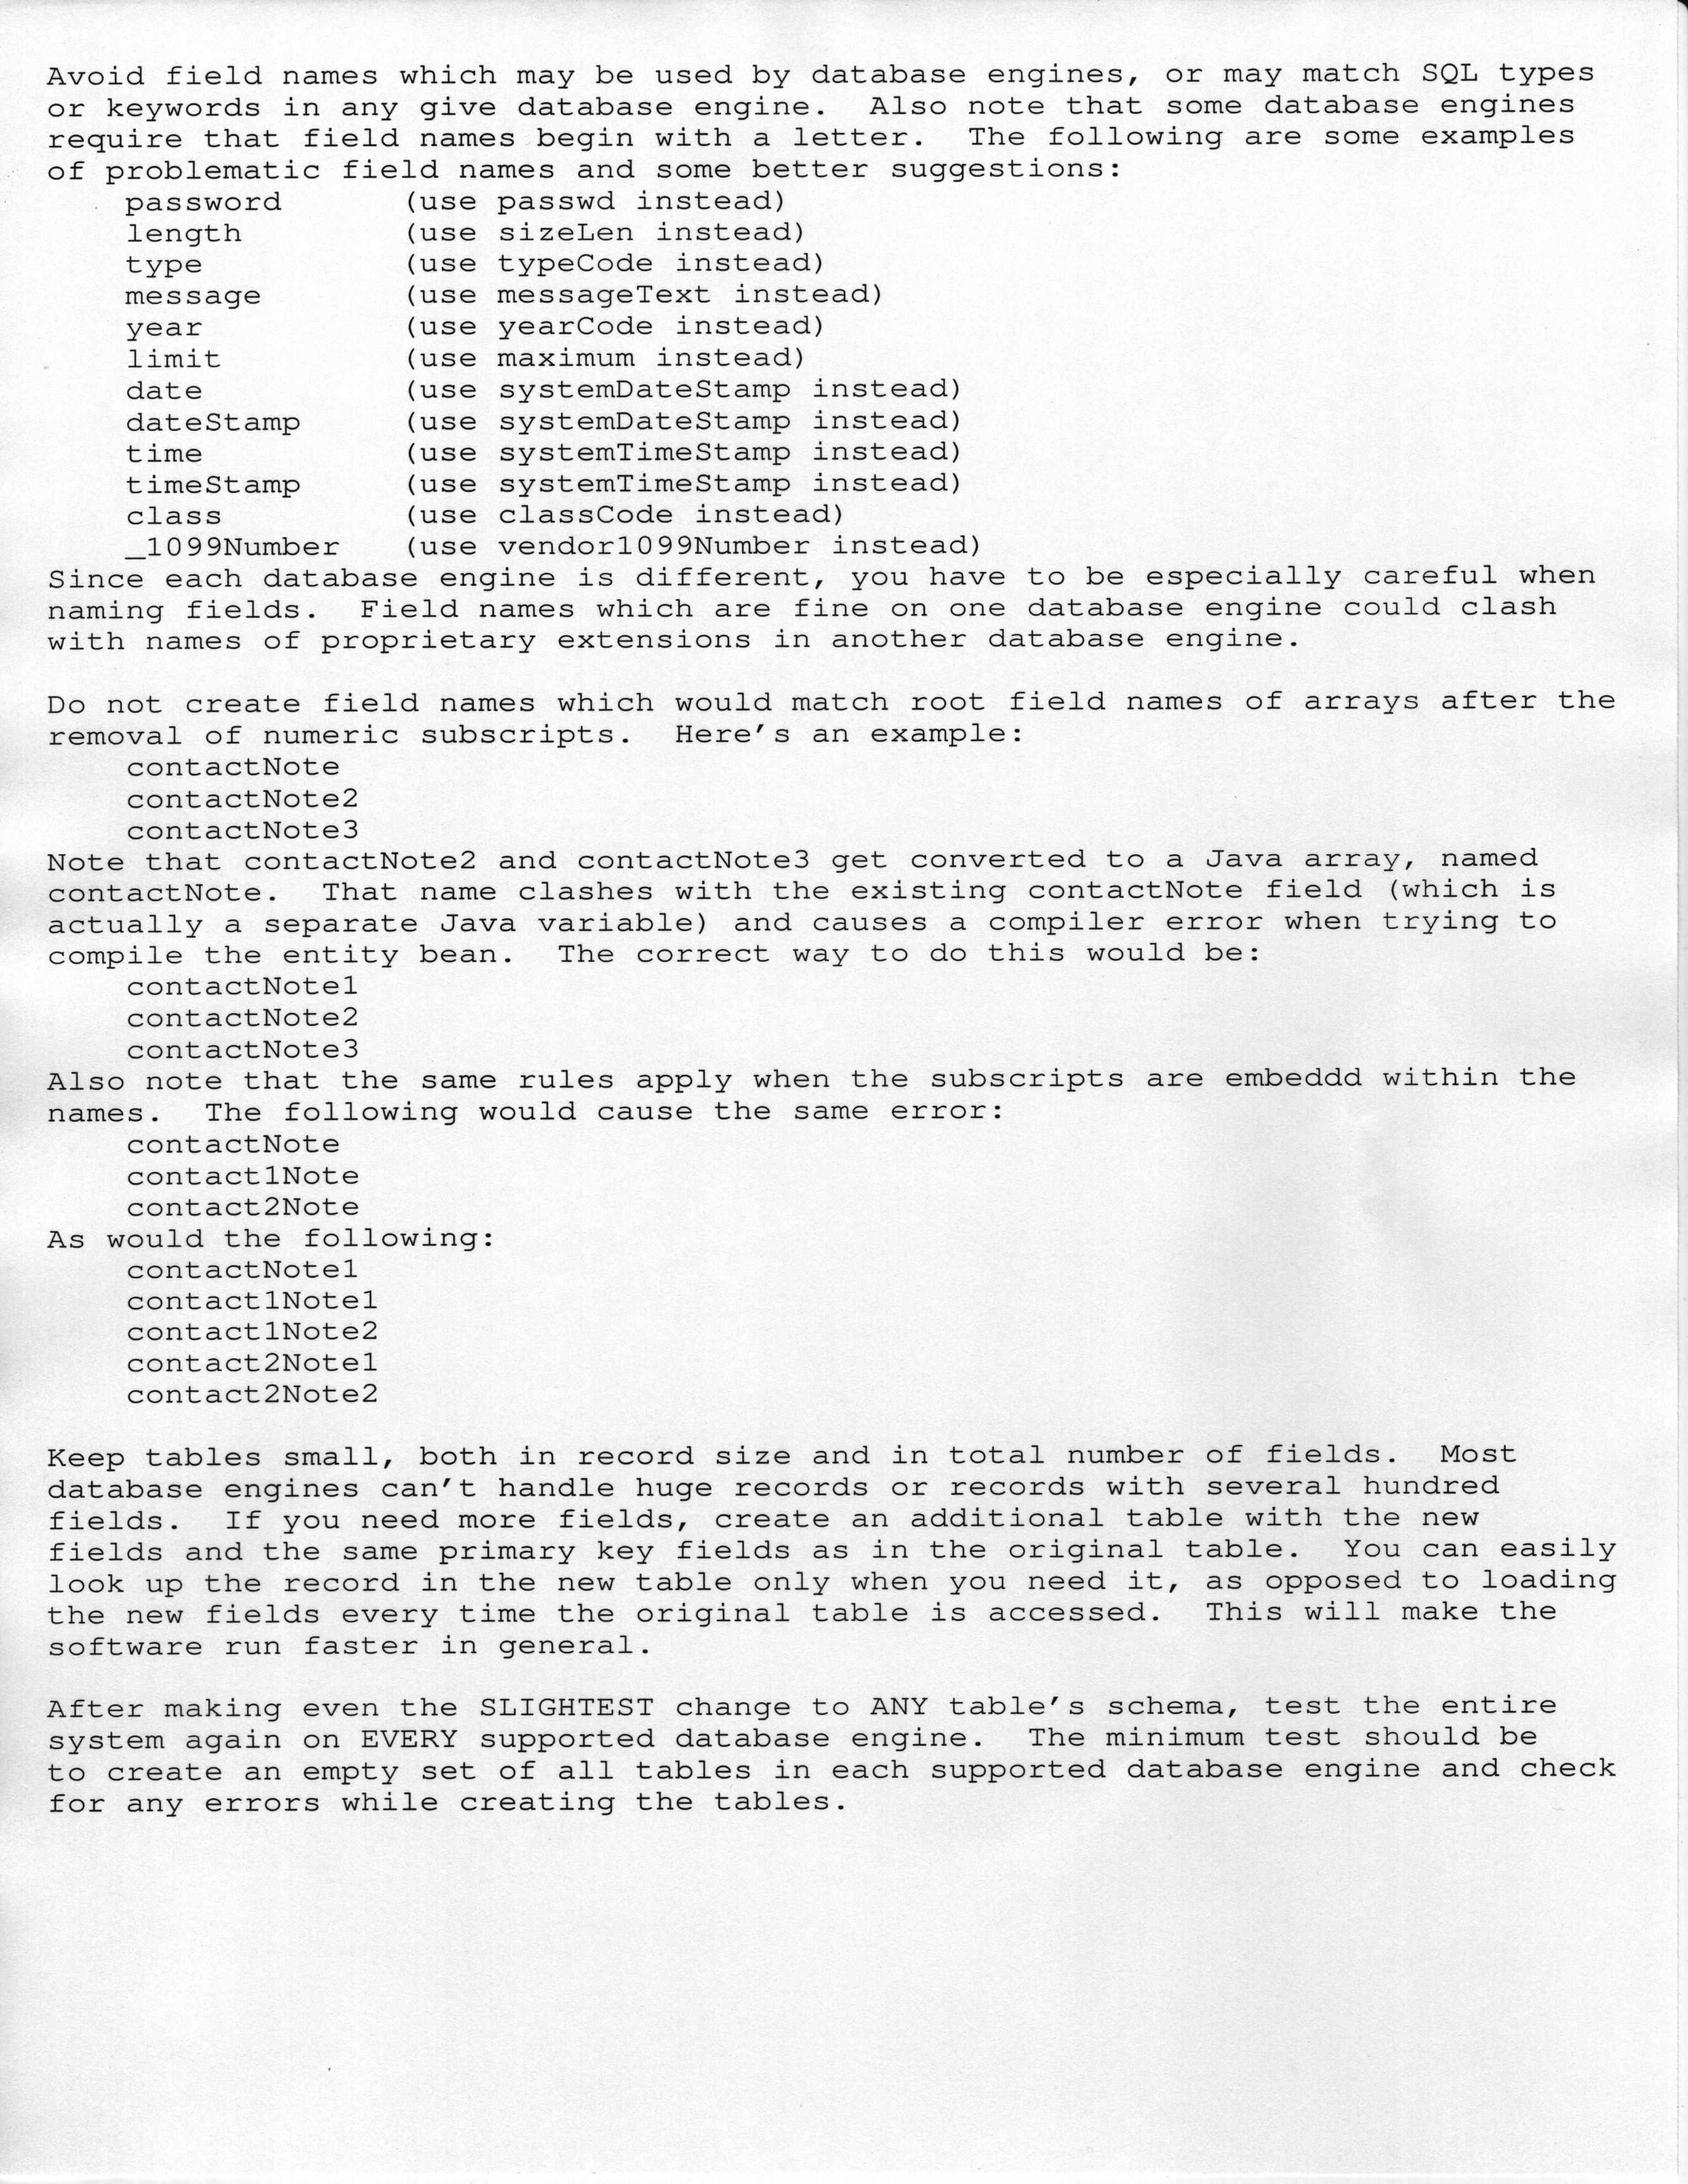 Avoid field names which may be used by database engines, or may match SQL types
or keywords in any give database engine.  Also note that some database engines
require that field names begin with a letter.  The following are some examples
of problematic field names and some better suggestions:
    password      (use passwd instead)
    length        (use sizeLen instead)
    type          (use typeCode instead)
    message       (use messageText instead)
    year          (use yearCode instead)
    limit         (use maximum instead)
    date          (use systemDateStamp instead)
    dateStamp     (use systemDateStamp instead)
    time          (use systemTimeStamp instead)
    timeStamp     (use systemTimeStamp instead)
    class         (use classCode instead)
    _1099Number   (use vendor1099Number instead)
Since each database engine is different, you have to be especially careful when
naming fields.  Field names which are fine on one database engine could clash
with names of proprietary extensions in another database engine.

Do not create field names which would match root field names of arrays after the
removal of numeric subscripts.  Here's an example:
    contactNote
    contactNote2
    contactNote3
Note that contactNote2 and contactNote3 get converted to a Java array, named
contactNote.  That name clashes with the existing contactNote field (which is
actually a separate Java variable) and causes a compiler error when trying to
compile the entity bean.  The correct way to do this would be:
    contactNote1
    contactNote2
    contactNote3
Also note that the same rules apply when the subscripts are embeddd within the
names.  The following would cause the same error:
    contactNote
    contact1Note
    contact2Note
As would the following:
    contactNote1
    contact1Note1
    contact1Note2
    contact2Note1
    contact2Note2

Keep tables small, both in record size and in total number of fields.  Most
database engines can't handle huge records or records with several hundred
fields.  If you need more fields, create an additional table with the new
fields and the same primary key fields as in the original table.  You can easily
look up the record in the new table only when you need it, as opposed to loading
the new fields every time the original table is accessed.  This will make the
software run faster in general.

After making even the SLIGHTEST change to ANY table's schema, test the entire
system again on EVERY supported database engine.  The minimum test should be
to create an empty set of all tables in each supported database engine and check
for any errors while creating the tables.